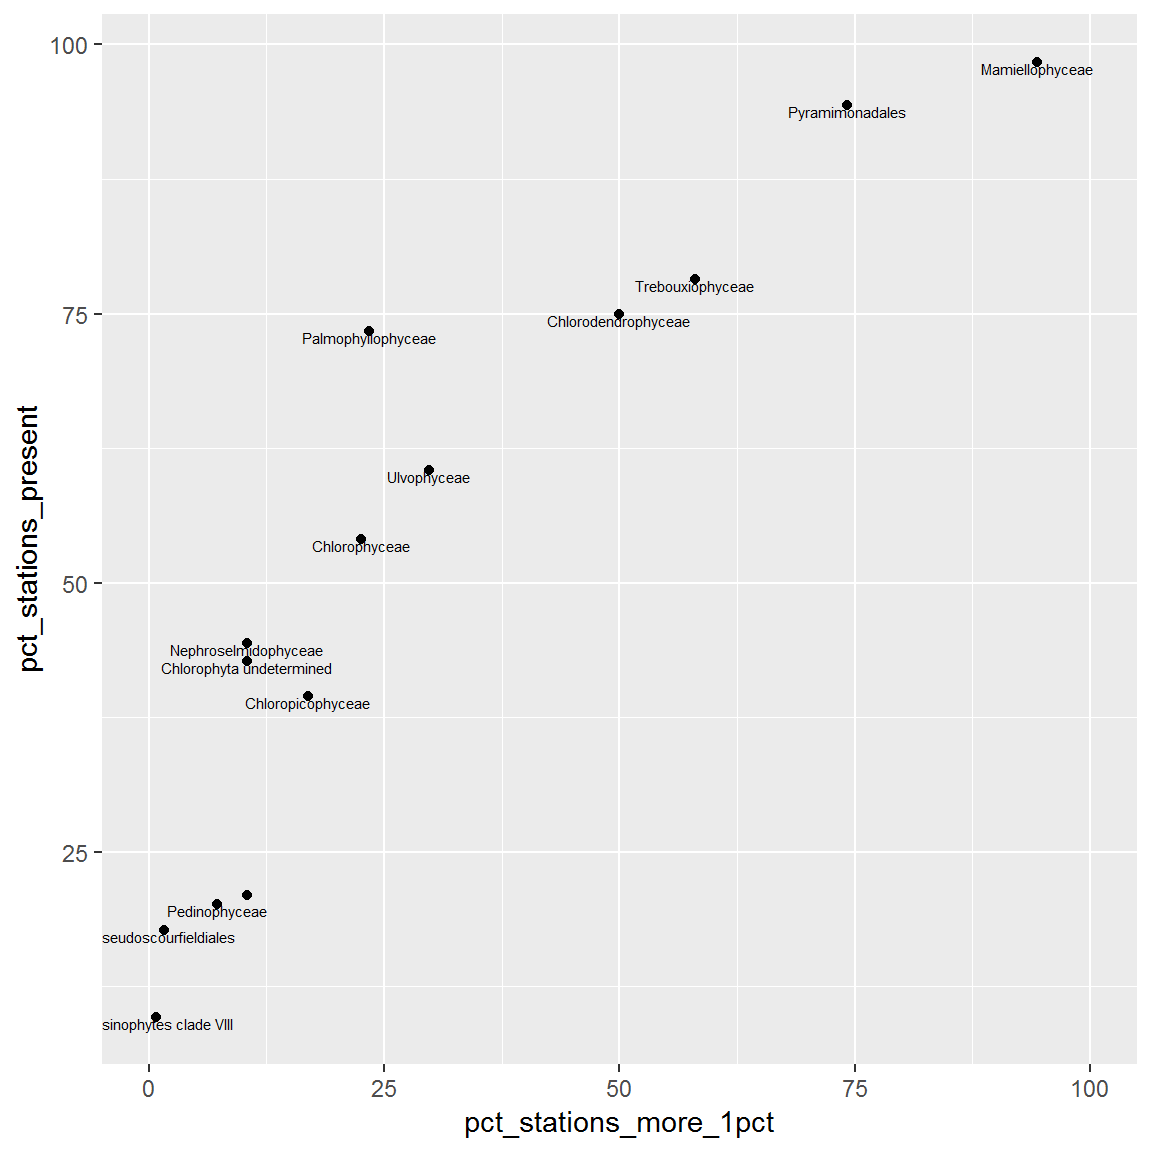 100
Mamiellophyceae
Pyramimonadales
Trebouxiophyceae
75
Chlorodendrophyceae
Palmophyllophyceae
Ulvophyceae
Chlorophyceae
50
Nephroselmidophyceae
Chlorophyta undetermined
Chloropicophyceae
25
Pedinophyceae
seudoscourfieldiales
sinophytes clade VIII
0
25
50
75
100
pct_stations_more_1pct
pct_stations_present